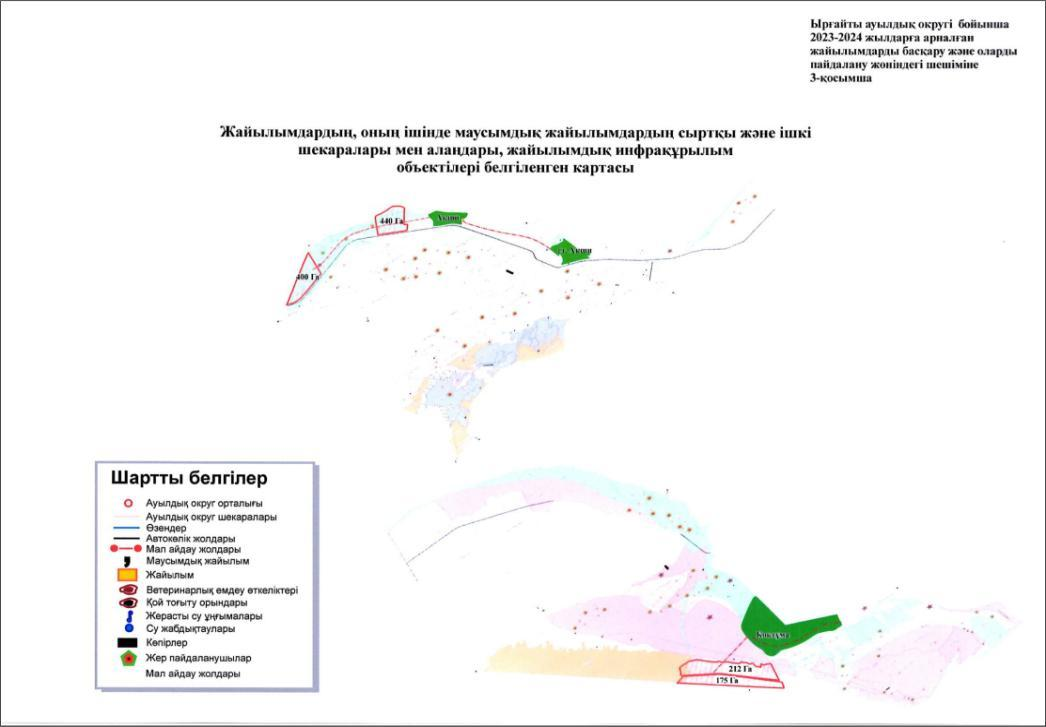 Ырғайты ауылдық округі бойынша
2023-2024 жылдарға арналған
жайылымдарды басқару және оларды
пайдалану жөніндегі шешіміне
3-қосымша
Жайылымдардың, оның ішінде маусымдық жайылымдардың сыртқы және ішкі
шекаралары мен алаңдары, жайылымдық инфрақұрылым
объектілері белгіленген картасы
440 Га
400 Га
212 Га
175 Га
Шартты белгілер
Ауылдық округ орталығы
Ауылдық округ шекаралары
Өзендер
Автокөлік жолдары
Мал айдау жолдары
Маусымдық жайылым
Жайылым
Ветеринарлық емдеу өткеліктері
Қой тоғыту орындары
Жерасты су ұңғымалары
Су жабдықтаулары
Көпірлер
Жер пайдаланушылар
Мал айдау жолдары